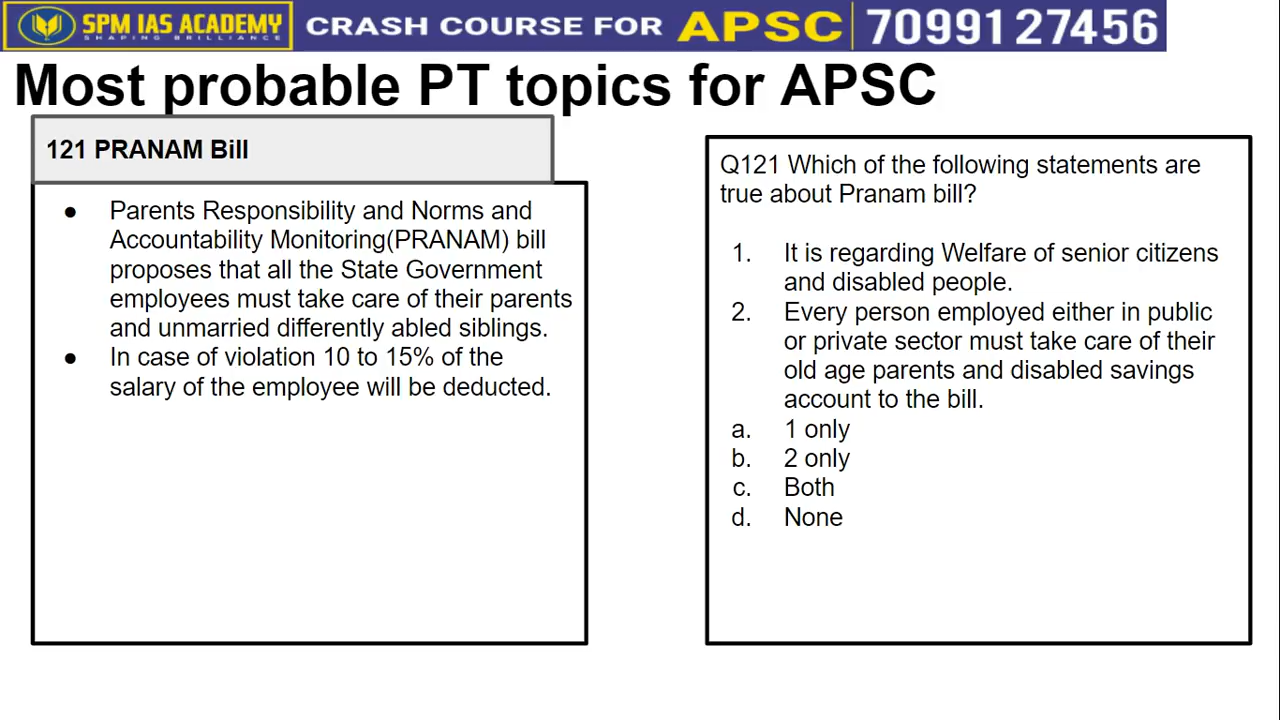 SPM IAS ACADEMY
SHAPING BRILLIANCE
CRASH COURSE FOR APSC 70991 27456
Most probable PT topics for APSC
121 PRANAM Bill
● Parents Responsibility and Norms and
Accountability Monitoring(PRANAM) bill
proposes that all the State Government
employees must take care of their parents
and unmarried differently abled siblings.
● In case of violation 10 to 15% of the
salary of the employee will be deducted.
Q121 Which of the following statements are
true about Pranam bill?
1. It is regarding Welfare of senior citizens
and disabled people.
2. Every person employed either in public
or private sector must take care of their
old age parents and disabled savings
account to the bill.
a. 1 only
b. 2 only
c. Both
d. None